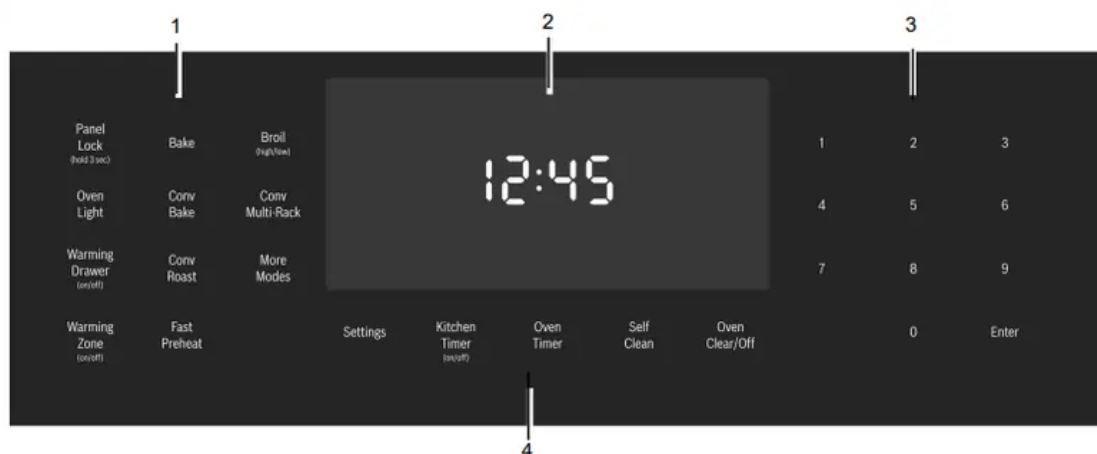 1
2
3
Panel
Lock
(hold 3 sec)
Bake
Broil
(high/low)
12:45
1
2
3
Oven
Light
Conv
Bake
Conv
Multi-Rack
4
5
6
Warming
Drawer
(on/off)
Conv
Roast
More
Modes
7
8
9
Warming
Zone
(on/off)
Fast
Preheat
Settings
Kitchen
Timer
(on/off)
Oven
Timer
Self
Clean
Oven
Clear/Off
0
Enter
4